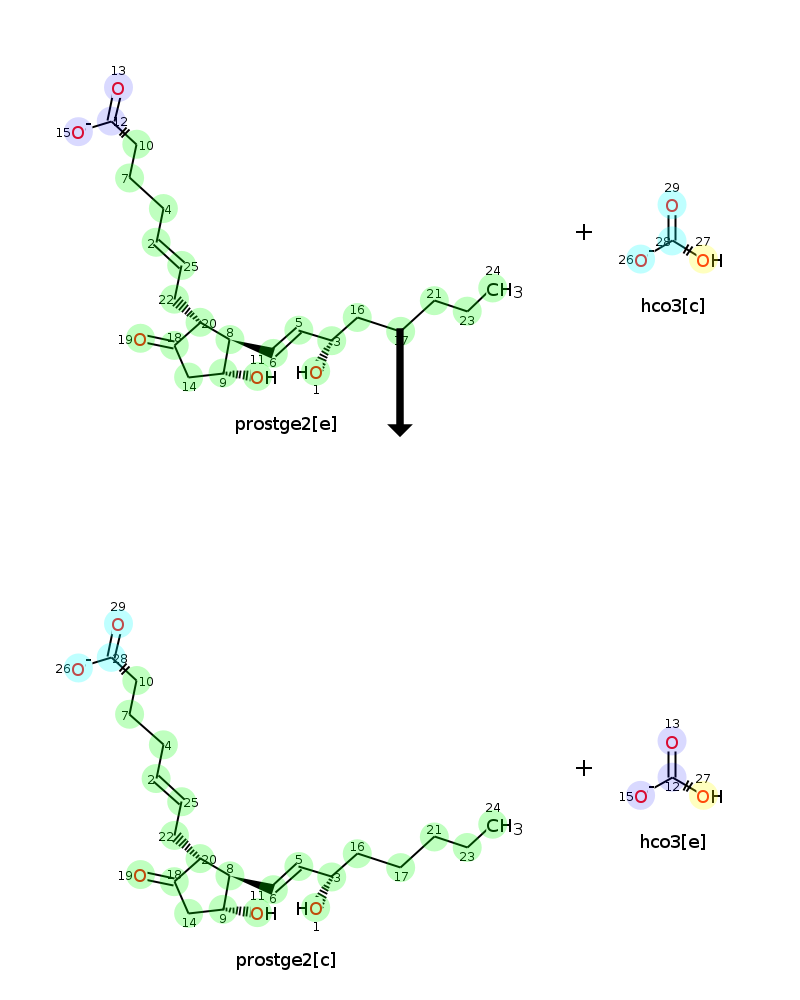 13
O
15 O - 12
10
7
4
2
25
22
20
19 O 18
8
5
16
17
21
24
CH3
23
3
6
11
OH
9
14
HO
1
prostge2[e]
+
29
O
28
27
26 O -
OH
hco3[c]
29
O
26 O - 28
10
7
4
2
25
22
20
19 O 18
8
5
16
17
21
24
CH3
23
3
6
11
OH
9
14
HO
1
prostge2[c]
+
13
O
12
27
15 O -
OH
hco3[e]